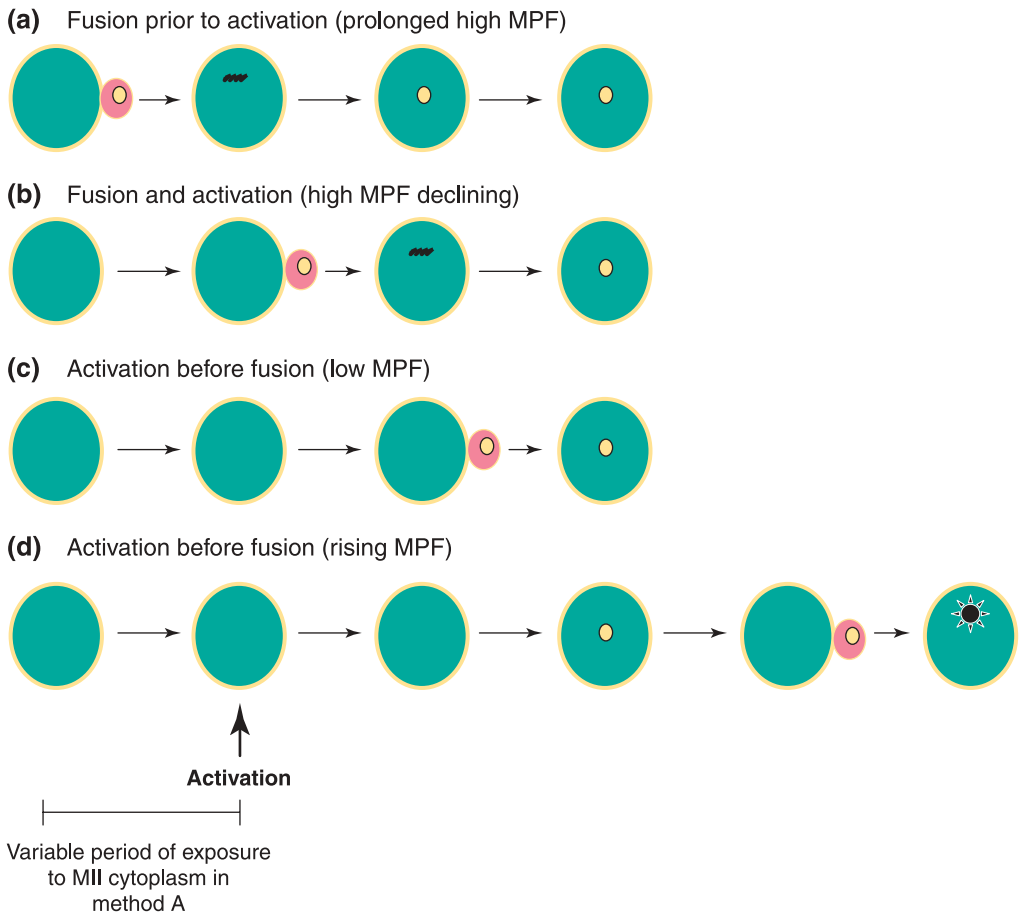 (a) Fusion prior to activation (prolonged high MPF)
(b) Fusion and activation (high MPF declining)
(c) Activation before fusion (low MPF)
(d) Activation before fusion (rising MPF)
Activation
Variable period of exposure
to MII cytoplasm in
method A